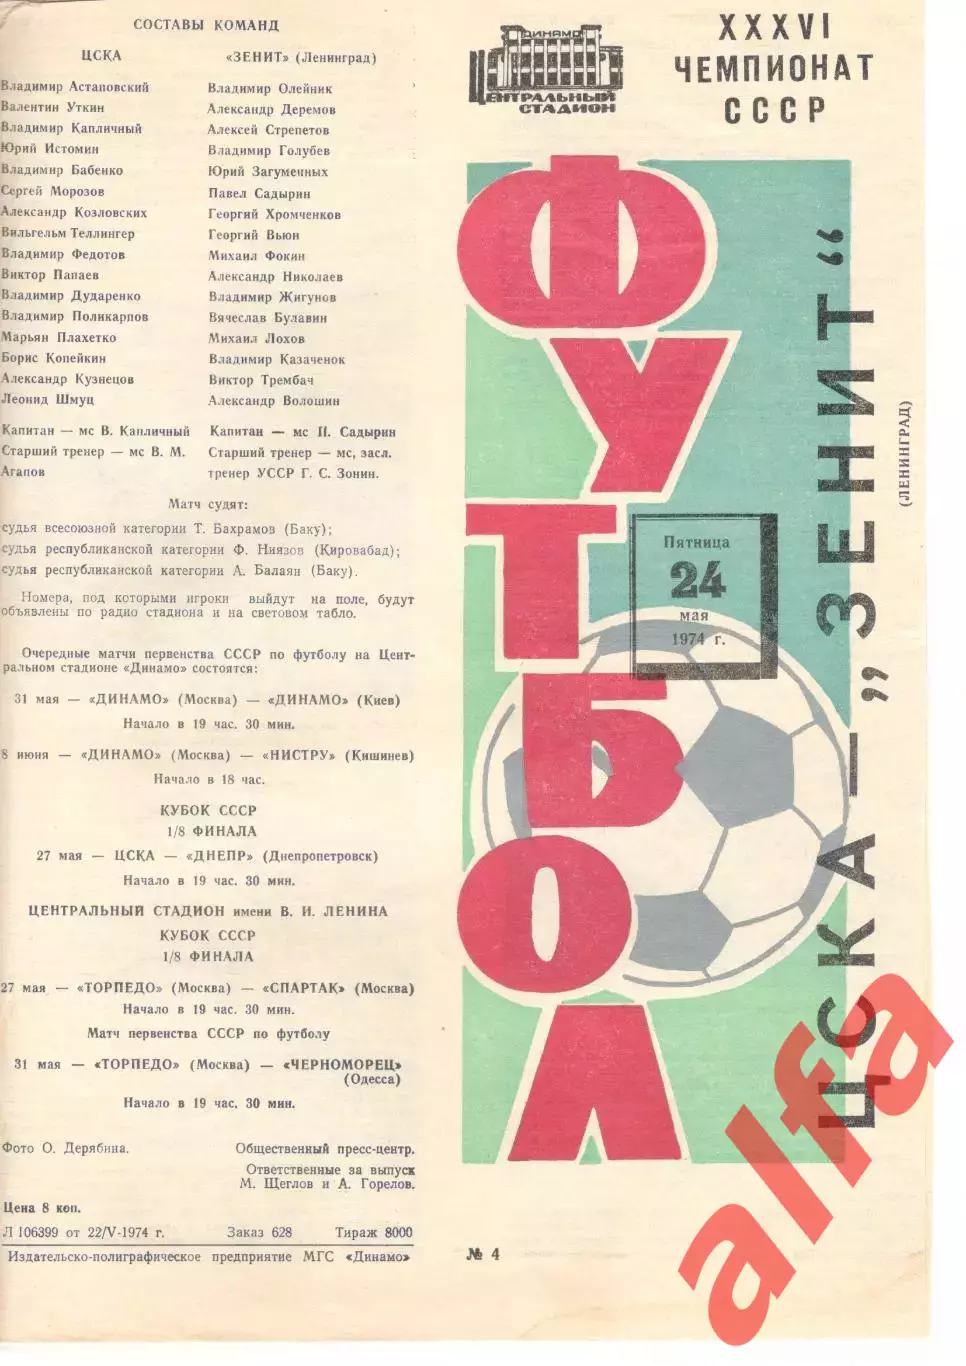 СОСТАВЫ КОМАНД
ЦСКА
«ЗЕНИТ» (Ленинград)
Владимир Астаповский
Владимир Олейник
Валентин Уткин
Александр Деремов
Владимир Капличный
Алексей Стрепетов
Юрий Истомин
Владимир Голубев
Владимир Бабенко
Юрий Загуменных
Сергей Морозов
Павел Садырин
Александр Козловских
Георгий Хромченков
Вильгельм Теллингер
Георгий Вьюн
Владимир Федотов
Михаил Фокин
Виктор Папаев
Александр Николаев
Владимир Дударенко
Владимир Жигунов
Владимир Поликарпов
Вячеслав Булавин
Марьян Плахетко
Михаил Лохов
Борис Копейкин
Владимир Казаченок
Александр Кузнецов
Виктор Трембач
Леонид Шмуц
Александр Волошин
Капитан — мс В. Капличный
Капитан — мс П. Садырин
Старший тренер — мс В. М.
Старший тренер — мс, засл.
Агапов
тренер УССР Г. С. Зонин.
Матч судят:
судья всесоюзной категории Т. Бахрамов (Баку);
судья республиканской категории Ф. Ниязов (Кировабад);
судья республиканской категории А. Балаян (Баку).
Номера, под которыми игроки выйдут на поле, будут
объявлены по радио стадиона и на световом табло.
Очередные матчи первенства СССР по футболу на Цент-
ральном стадионе «Динамо» состоятся:
31 мая — «ДИНАМО» (Москва) — «ДИНАМО» (Киев)
Начало в 19 час. 30 мин.
8 июня — «ДИНАМО» (Москва) — «НИСТРУ» (Кишинев)
Начало в 18 час.
КУБОК СССР
1/8 ФИНАЛА
27 мая — ЦСКА — «ДНЕПР» (Днепропетровск)
Начало в 19 час. 30 мин.
ЦЕНТРАЛЬНЫЙ СТАДИОН имени В. И. ЛЕНИНА
КУБОК СССР
1/8 ФИНАЛА
27 мая — «ТОРПЕДО» (Москва) — «СПАРТАК» (Москва)
Начало в 19 час. 30 мин.
Матч первенства СССР по футболу
31 мая — «ТОРПЕДО» (Москва) — «ЧЕРНОМОРЕЦ»
(Одесса)
Начало в 19 час. 30 мин.
Фото О. Дерябина.
Общественный пресс-центр.
Ответственные за выпуск
М. Щеглов и А. Горелов.
Цена 8 коп.
Л 106399 от 22/V-1974 г.
Заказ 628
Тираж 8000
Издательско-полиграфическое предприятие МГС «Динамо»
ДИНАМО
ЦЕНТРАЛЬНЫЙ
СТАДИОН
XXXVI
ЧЕМПИОНАТ
СССР
ФУТБОЛ
Пятница
24
мая
1974 г.
ЦСКА — „ЗЕНИТ“
(ЛЕНИНГРАД)
№ 4
alfa